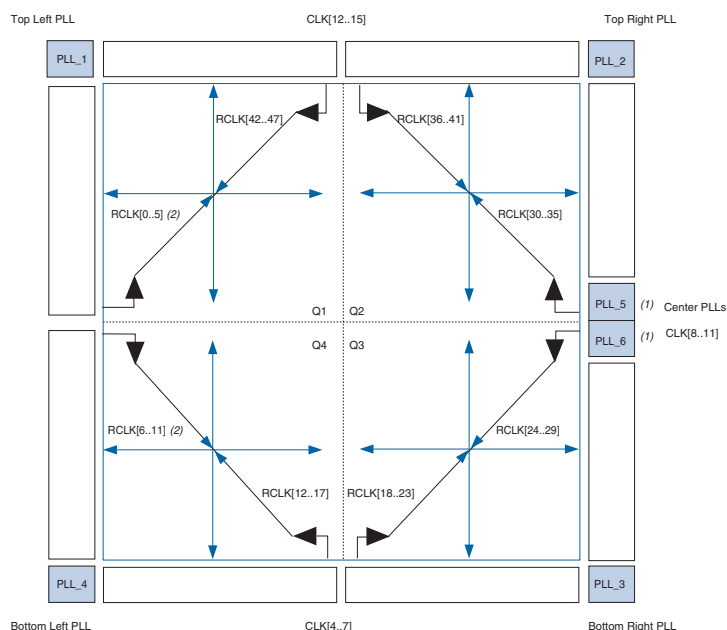 Top Left PLL
CLK[12..15]
Top Right PLL
PLL_1
PLL_2
RCLK[42..47]
RCLK[36..41]
RCLK[0..5] (2)
RCLK[30..35]
Q1
Q2
PLL_5
(1)
Center PLLs
Q4
Q3
PLL_6
(1)
CLK[8..11]
RCLK[6..11] (2)
RCLK[24..29]
RCLK[12..17]
RCLK[18..23]
PLL_4
PLL_3
Bottom Left PLL
CLK[4..7]
Bottom Right PLL